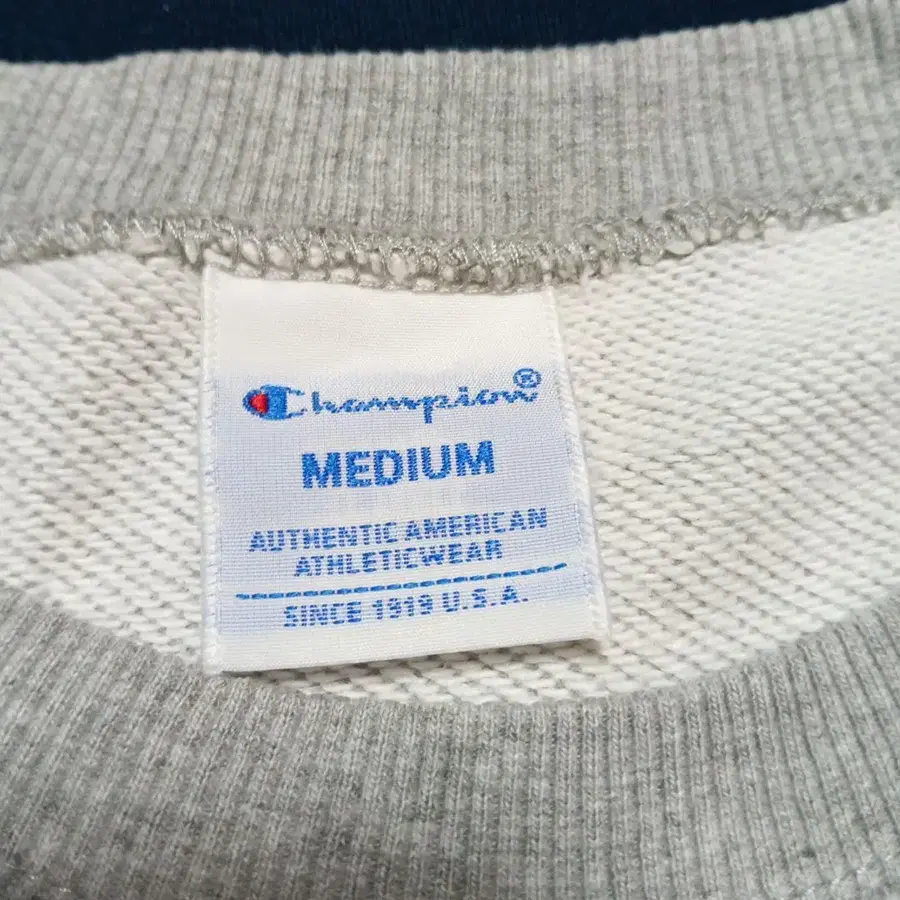 Champion®
MEDIUM
AUTHENTIC AMERICAN
ATHLETICWEAR
SINCE 1919 U.S.A.